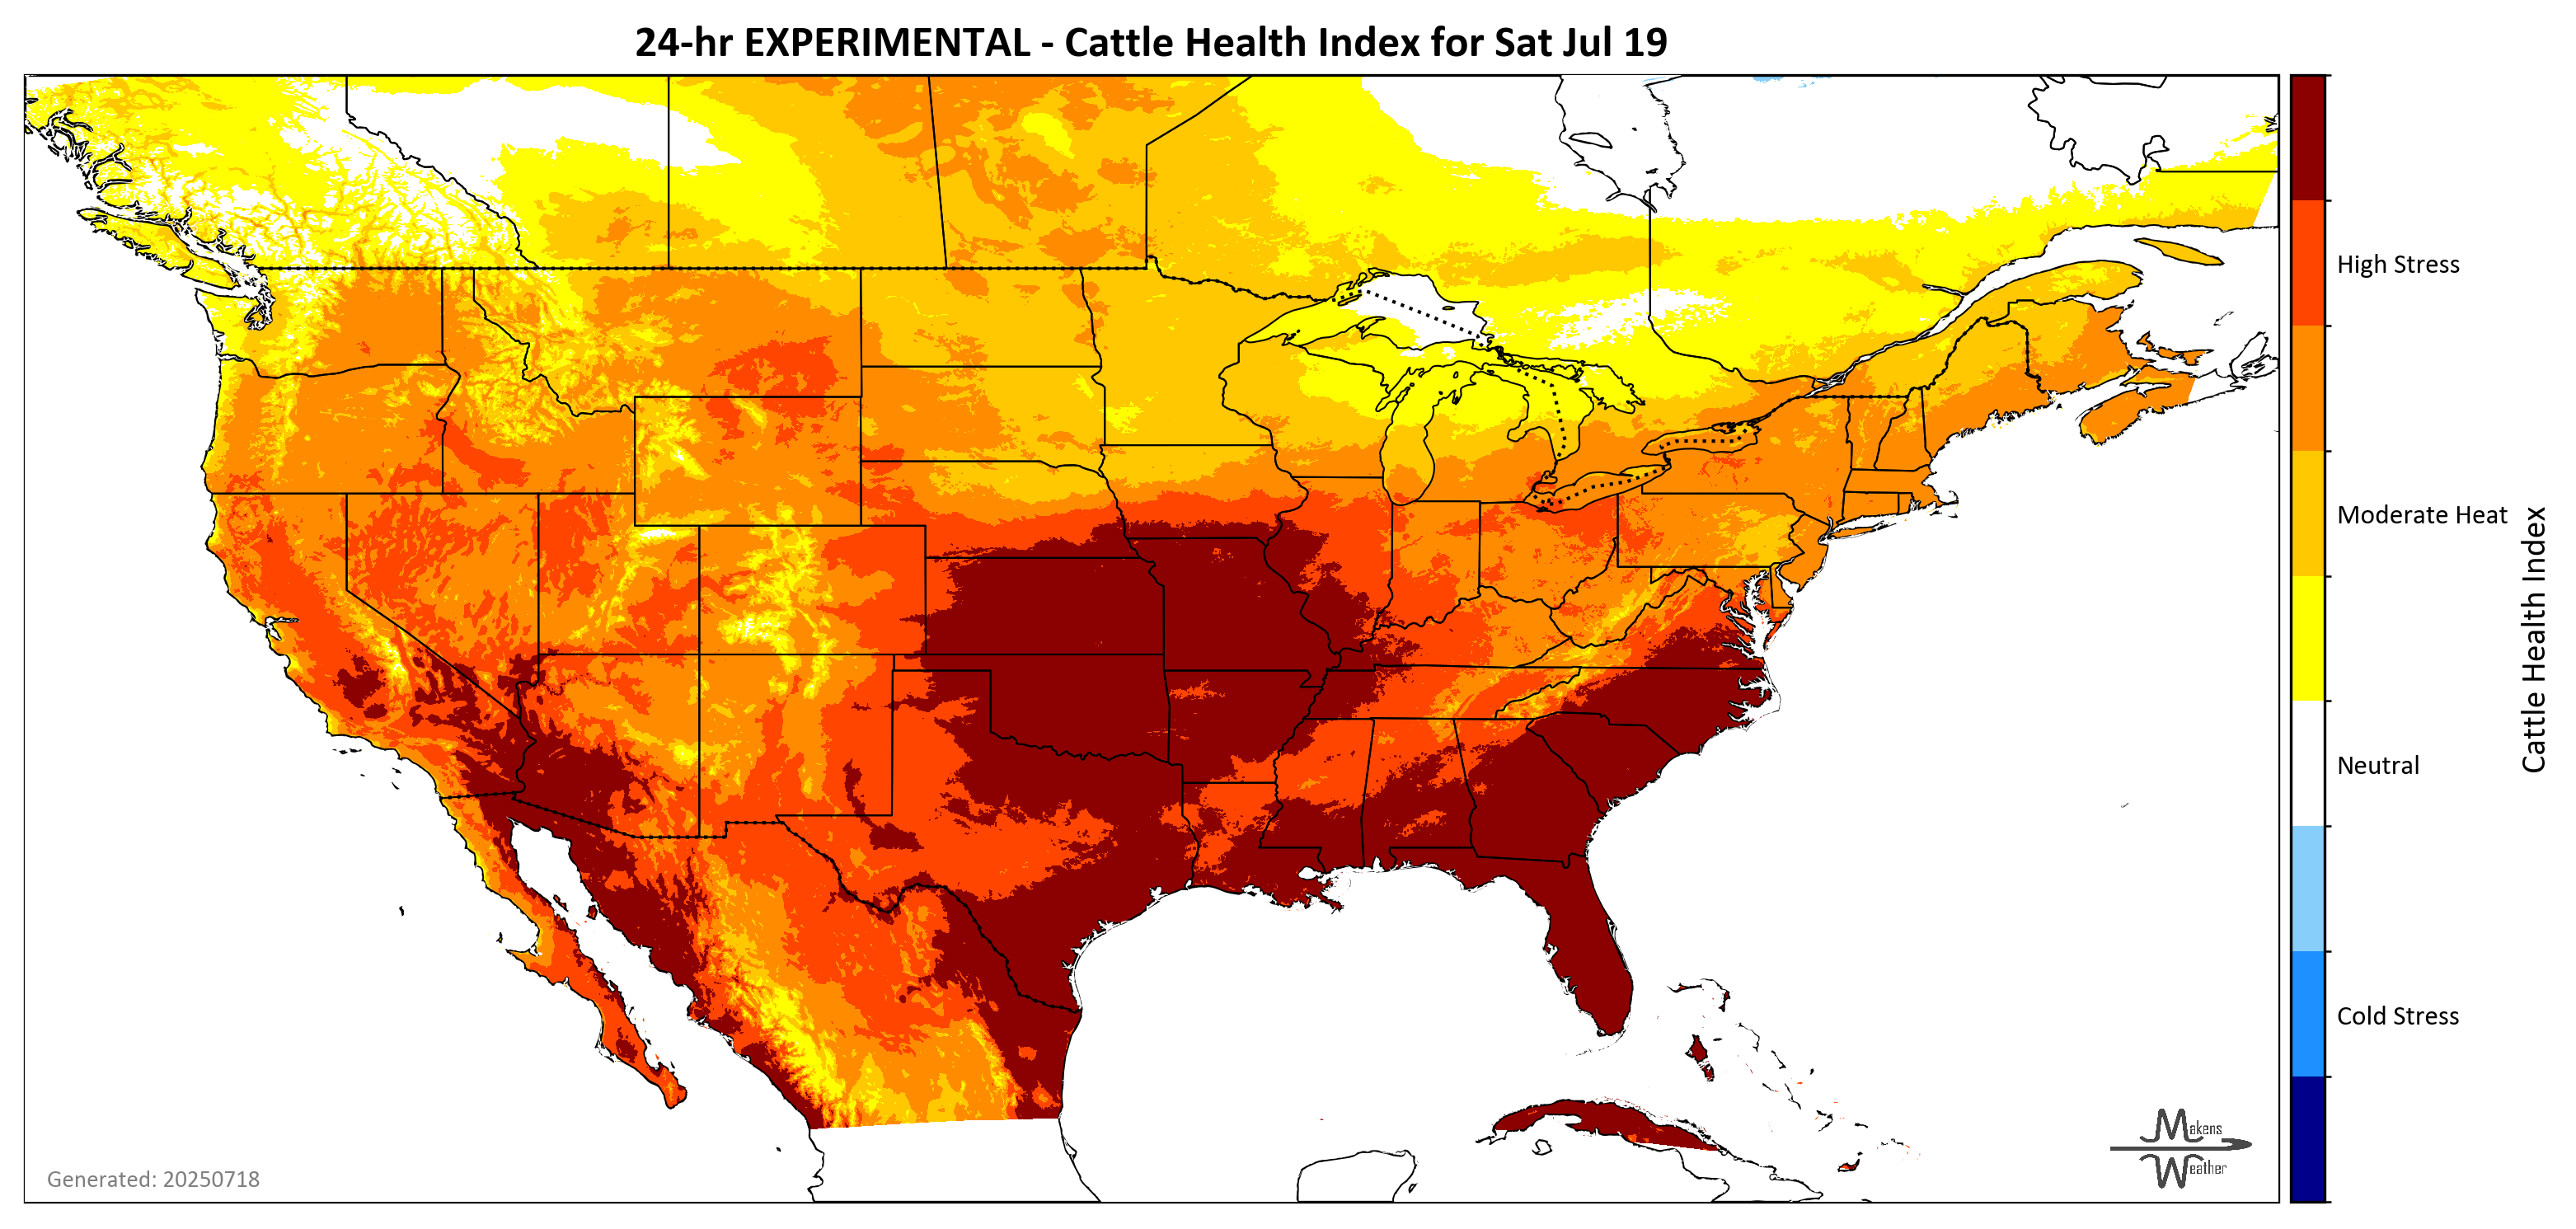 24-hr EXPERIMENTAL - Cattle Health Index for Sat Jul 19
High Stress
Moderate Heat
Neutral
Cold Stress
Cattle Health Index
Generated: 20250718
Makens
Weather